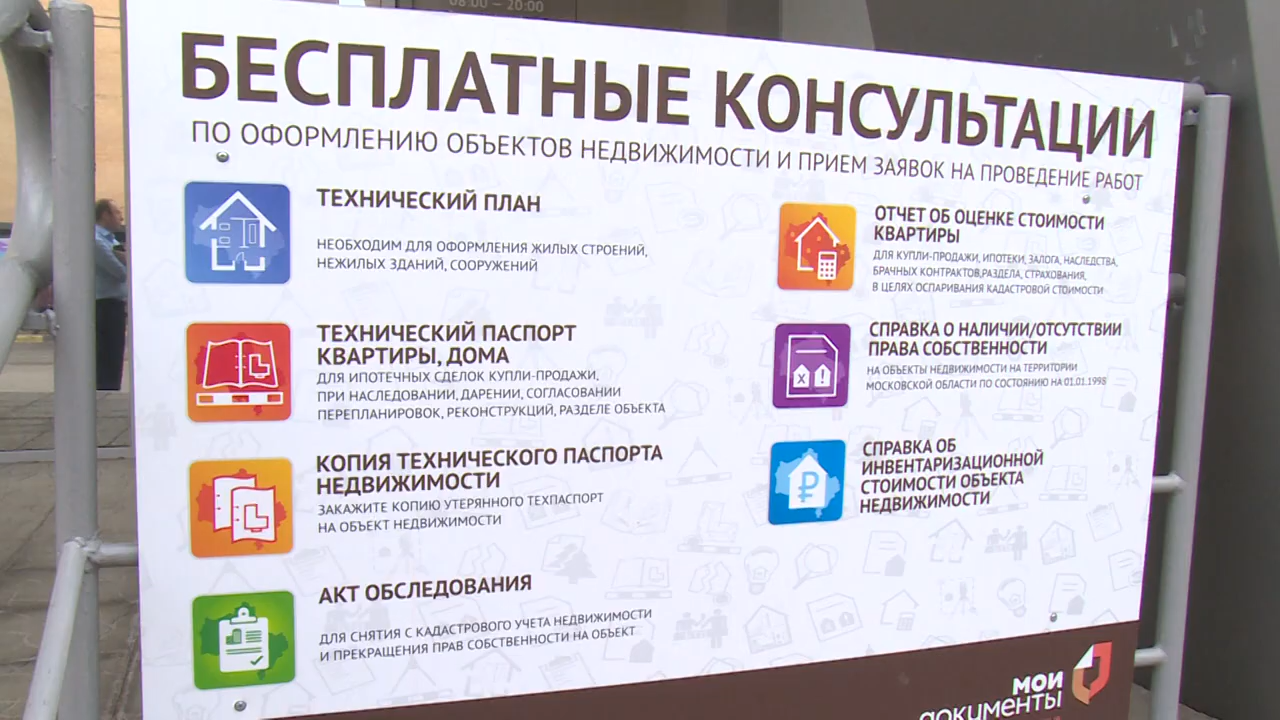 08:00 – 20:00
БЕСПЛАТНЫЕ КОНСУЛЬТАЦИИ
ПО ОФОРМЛЕНИЮ ОБЪЕКТОВ НЕДВИЖИМОСТИ И ПРИЕМ ЗАЯВОК НА ПРОВЕДЕНИЕ РАБОТ
ТЕХНИЧЕСКИЙ ПЛАН
НЕОБХОДИМ ДЛЯ ОФОРМЛЕНИЯ ЖИЛЫХ СТРОЕНИЙ,
НЕЖИЛЫХ ЗДАНИЙ, СООРУЖЕНИЙ
ТЕХНИЧЕСКИЙ ПАСПОРТ
КВАРТИРЫ, ДОМА
ДЛЯ ИПОТЕЧНЫХ СДЕЛОК КУПЛИ-ПРОДАЖИ,
ПРИ НАСЛЕДОВАНИИ, ДАРЕНИИ, СОГЛАСОВАНИИ
ПЕРЕПЛАНИРОВОК, РЕКОНСТРУКЦИЙ, РАЗДЕЛЕ ОБЪЕКТА
КОПИЯ ТЕХНИЧЕСКОГО ПАСПОРТА
НЕДВИЖИМОСТИ
ЗАКАЖИТЕ КОПИЮ УТЕРЯННОГО ТЕХПАСПОРТ
НА ОБЪЕКТ НЕДВИЖИМОСТИ
АКТ ОБСЛЕДОВАНИЯ
ДЛЯ СНЯТИЯ С КАДАСТРОВОГО УЧЕТА НЕДВИЖИМОСТИ
И ПРЕКРАЩЕНИЯ ПРАВ СОБСТВЕННОСТИ НА ОБЪЕКТ
ОТЧЕТ ОБ ОЦЕНКЕ СТОИМОСТИ
КВАРТИРЫ
ДЛЯ КУПЛИ-ПРОДАЖИ, ИПОТЕКИ, ЗАЛОГА, НАСЛЕДСТВА,
БРАЧНЫХ КОНТРАКТОВ,РАЗДЕЛА, СТРАХОВАНИЯ,
В ЦЕЛЯХ ОСПАРИВАНИЯ КАДАСТРОВОЙ СТОИМОСТИ
СПРАВКА О НАЛИЧИИ/ОТСУТСТВИИ
ПРАВА СОБСТВЕННОСТИ
НА ОБЪЕКТЫ НЕДВИЖИМОСТИ НА ТЕРРИТОРИИ
МОСКОВСКОЙ ОБЛАСТИ ПО СОСТОЯНИЮ НА 01.01.1998
СПРАВКА ОБ
ИНВЕНТАРИЗАЦИОННОЙ
СТОИМОСТИ ОБЪЕКТА
НЕДВИЖИМОСТИ
МОИ
ДОКУМЕНТЫ